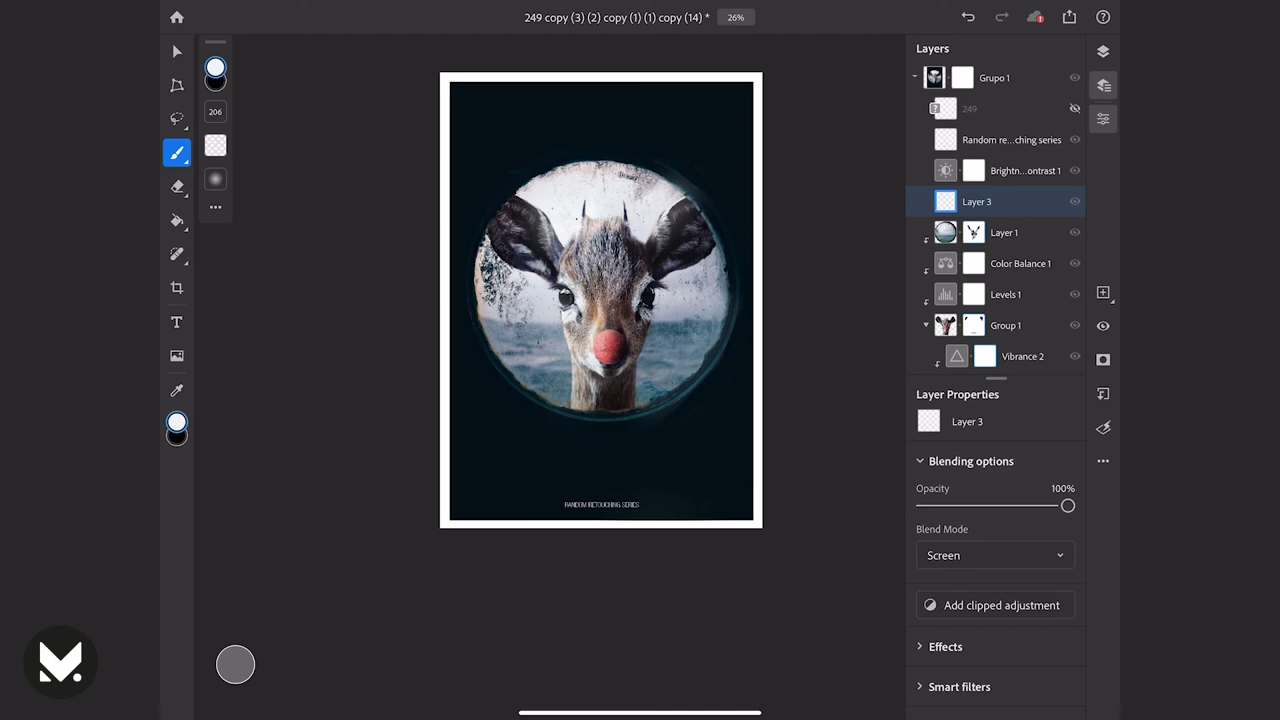 249 copy (3) (2) copy (1) (1) copy (14) *
26%
206
T
RANDOM RETOUCHING SERIES
Layers
Grupo 1
249
Random re...ching series
Brightn...ontrast 1
Layer 3
Layer 1
Color Balance 1
Levels 1
Group 1
Vibrance 2
Layer Properties
Layer 3
Blending options
Opacity
100%
Blend Mode
Screen
Add clipped adjustment
Effects
Smart filters
M.